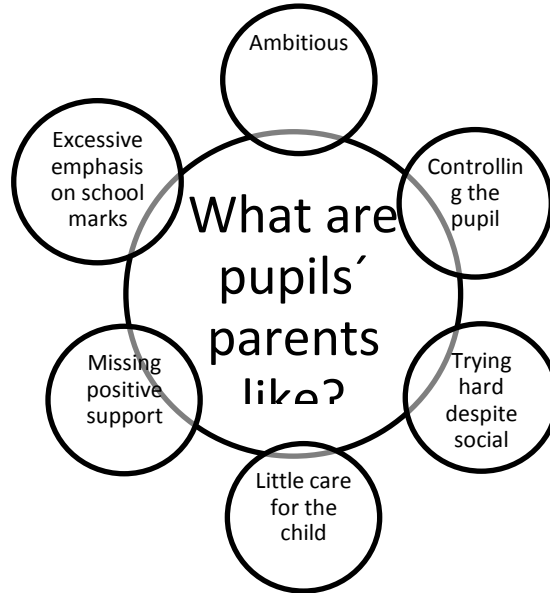 Ambitious
Excessive
emphasis
on school
marks
Controllin
g the
pupil
What are
pupils´
parents
like?
Missing
positive
support
Trying
hard
despite
social
Little care
for the
child